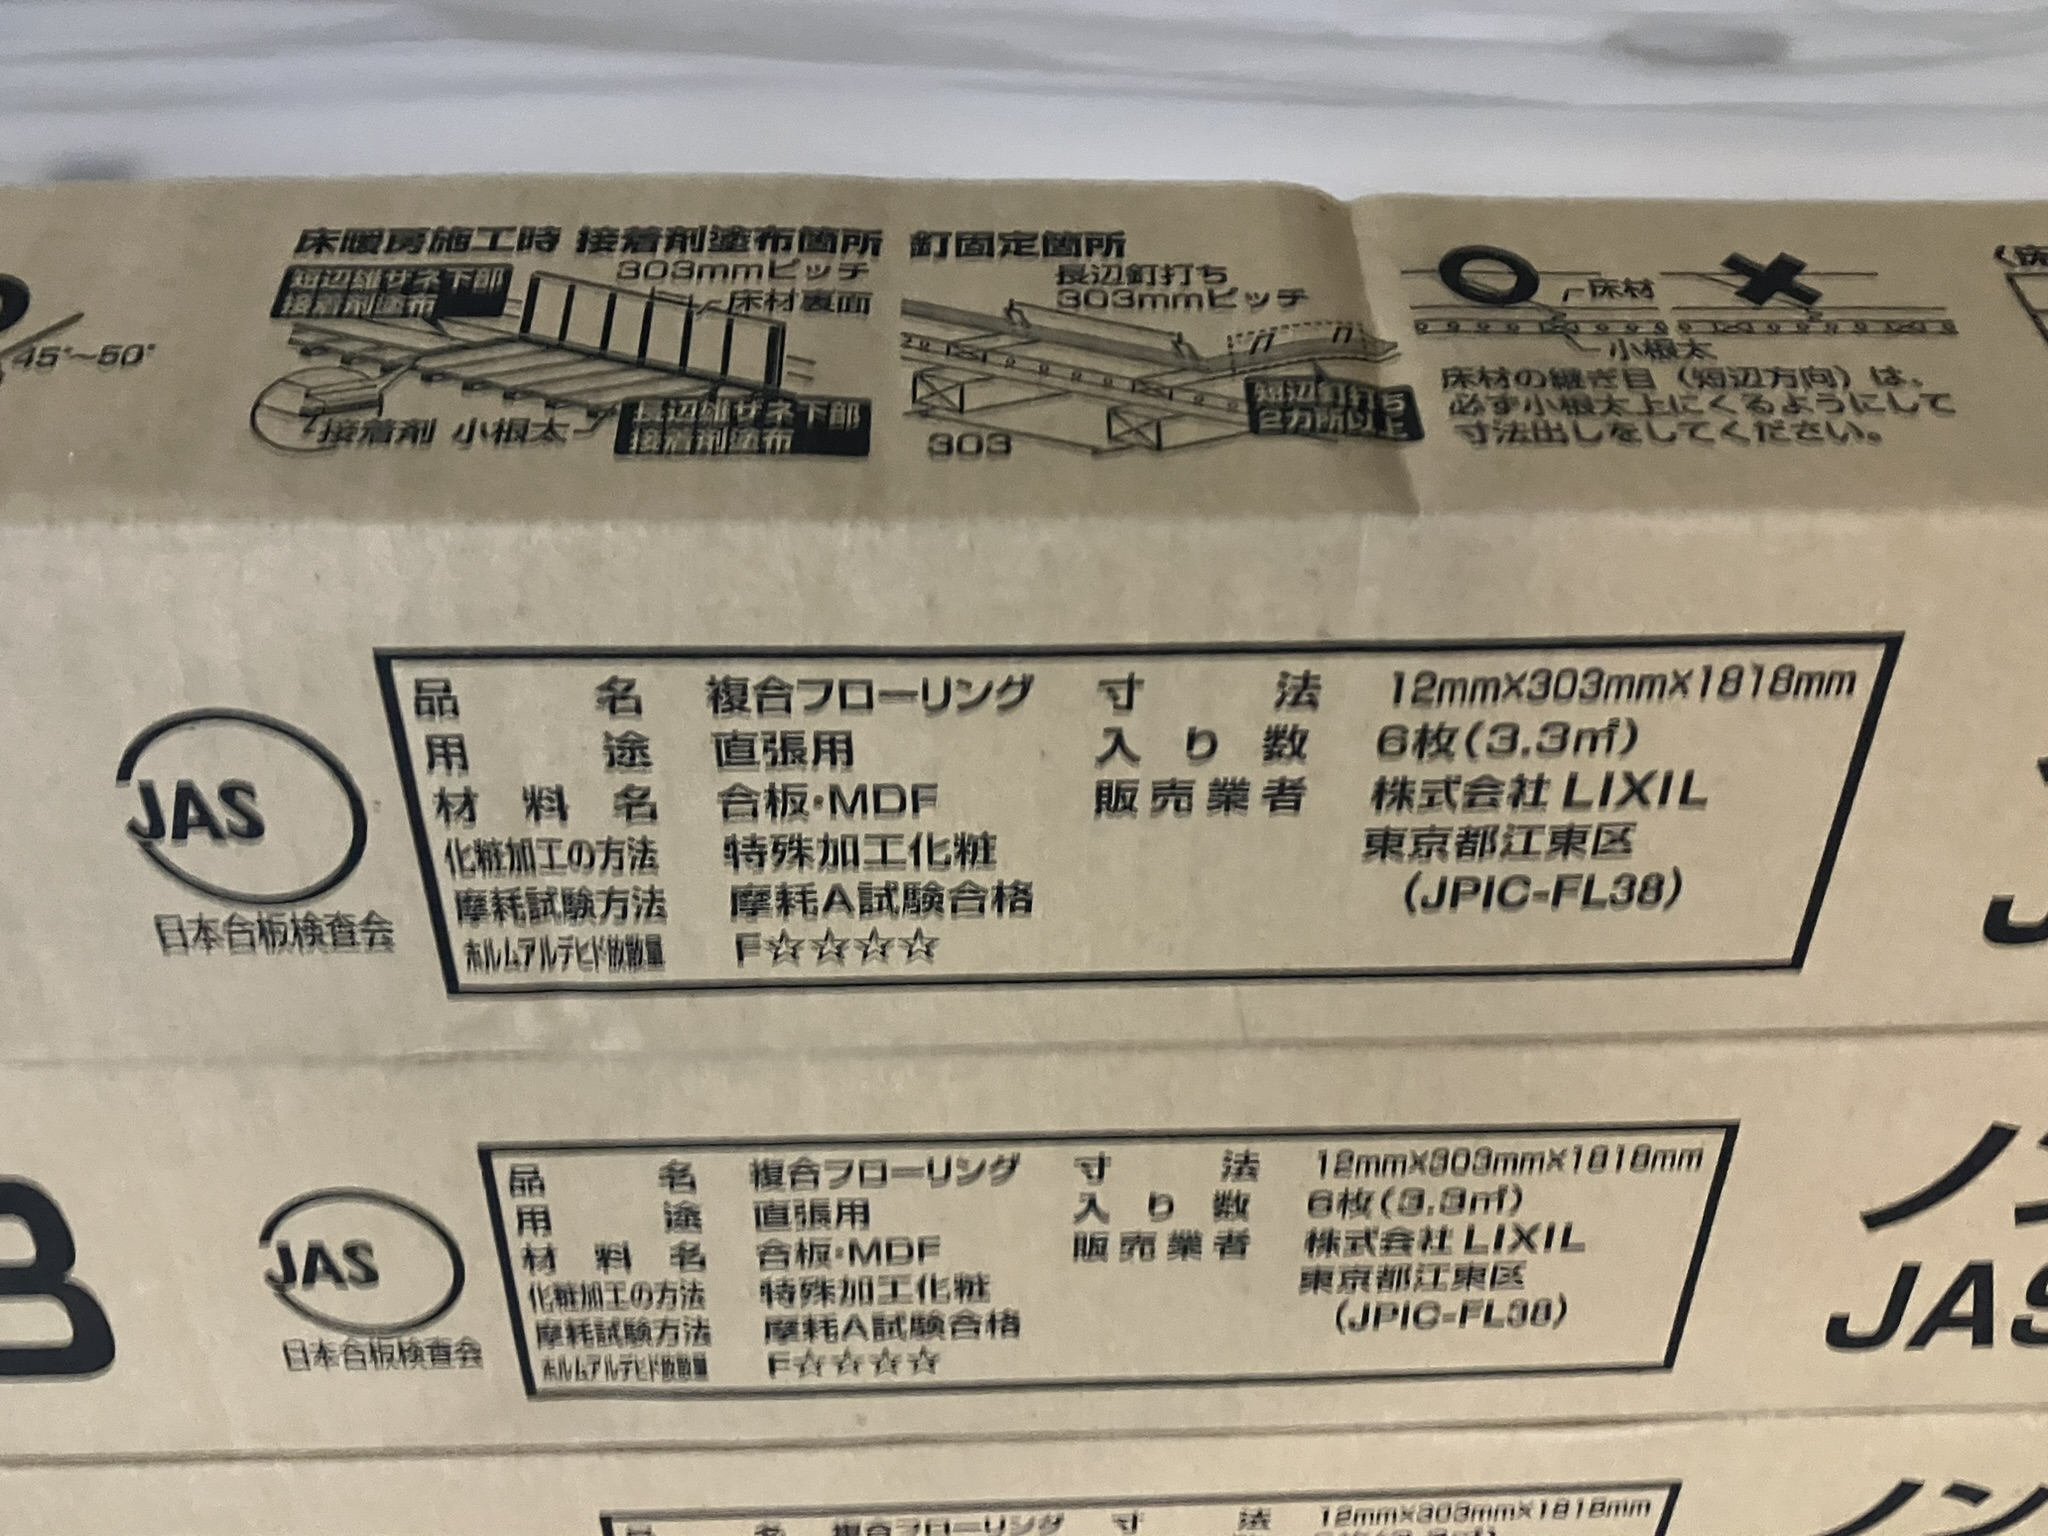 45°～50°
床暖房施工時 接着剤塗布箇所
303mmピッチ
短辺雄ザネ下部
接着剤塗布
床材裏面
接着剤 小根太
長辺雄ザネ下部
接着剤塗布
釘固定箇所
長辺釘打ち
303mmピッチ
短辺釘打ち
2カ所以上
303
床材
小根太
床材の継ぎ目（短辺方向）は、
必ず小根太上にくるようにして
寸法出しをしてください。
JAS
日本合板検査会
品名 複合フローリング 寸法 12mm×303mm×1818mm
用途 直張用 入り数 6枚(3.3㎡)
材料名 合板・MDF 販売業者 株式会社LIXIL
化粧加工の方法 特殊加工化粧 東京都江東区
摩耗試験方法 摩耗A試験合格 (JPIC-FL38)
ホルムアルデヒド放散量 F☆☆☆☆
B
JAS
日本合板検査会
品名 複合フローリング 寸法 12mm×303mm×1818mm
用途 直張用 入り数 6枚(3.3㎡)
材料名 合板・MDF 販売業者 株式会社LIXIL
化粧加工の方法 特殊加工化粧 東京都江東区
摩耗試験方法 摩耗A試験合格 (JPIC-FL38)
ホルムアルデヒド放散量 F☆☆☆☆
JAS
品名 複合フローリング 寸法 12mm×303mm×1818mm
ノン